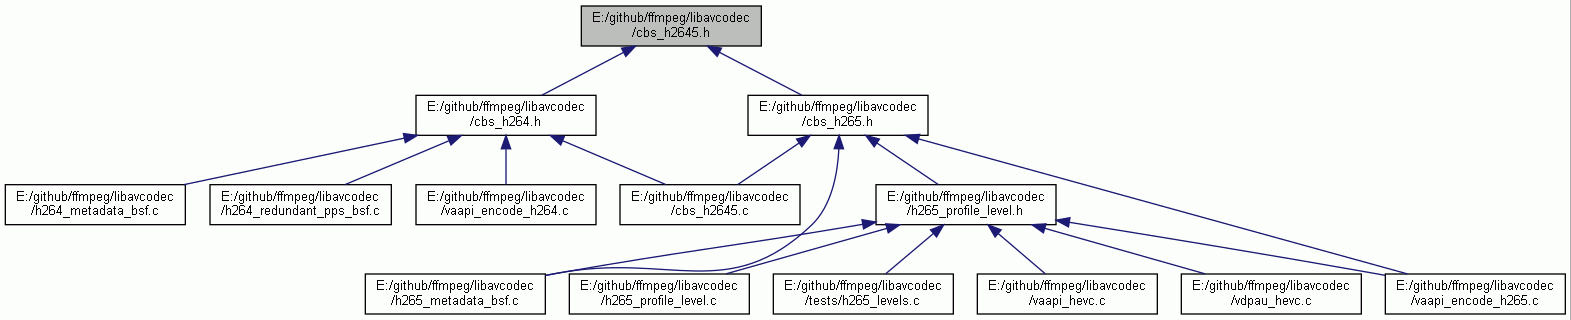 E:/github/ffmpeg/libavcodec
/cbs_h2645.h
E:/github/ffmpeg/libavcodec
/cbs_h264.h
E:/github/ffmpeg/libavcodec
/cbs_h265.h
E:/github/ffmpeg/libavcodec
/h264_metadata_bsf.c
E:/github/ffmpeg/libavcodec
/h264_redundant_pps_bsf.c
E:/github/ffmpeg/libavcodec
/vaapi_encode_h264.c
E:/github/ffmpeg/libavcodec
/cbs_h2645.c
E:/github/ffmpeg/libavcodec
/h265_profile_level.h
E:/github/ffmpeg/libavcodec
/h265_metadata_bsf.c
E:/github/ffmpeg/libavcodec
/h265_profile_level.c
E:/github/ffmpeg/libavcodec
/tests/h265_levels.c
E:/github/ffmpeg/libavcodec
/vaapi_hevc.c
E:/github/ffmpeg/libavcodec
/vdpau_hevc.c
E:/github/ffmpeg/libavcodec
/vaapi_encode_h265.c